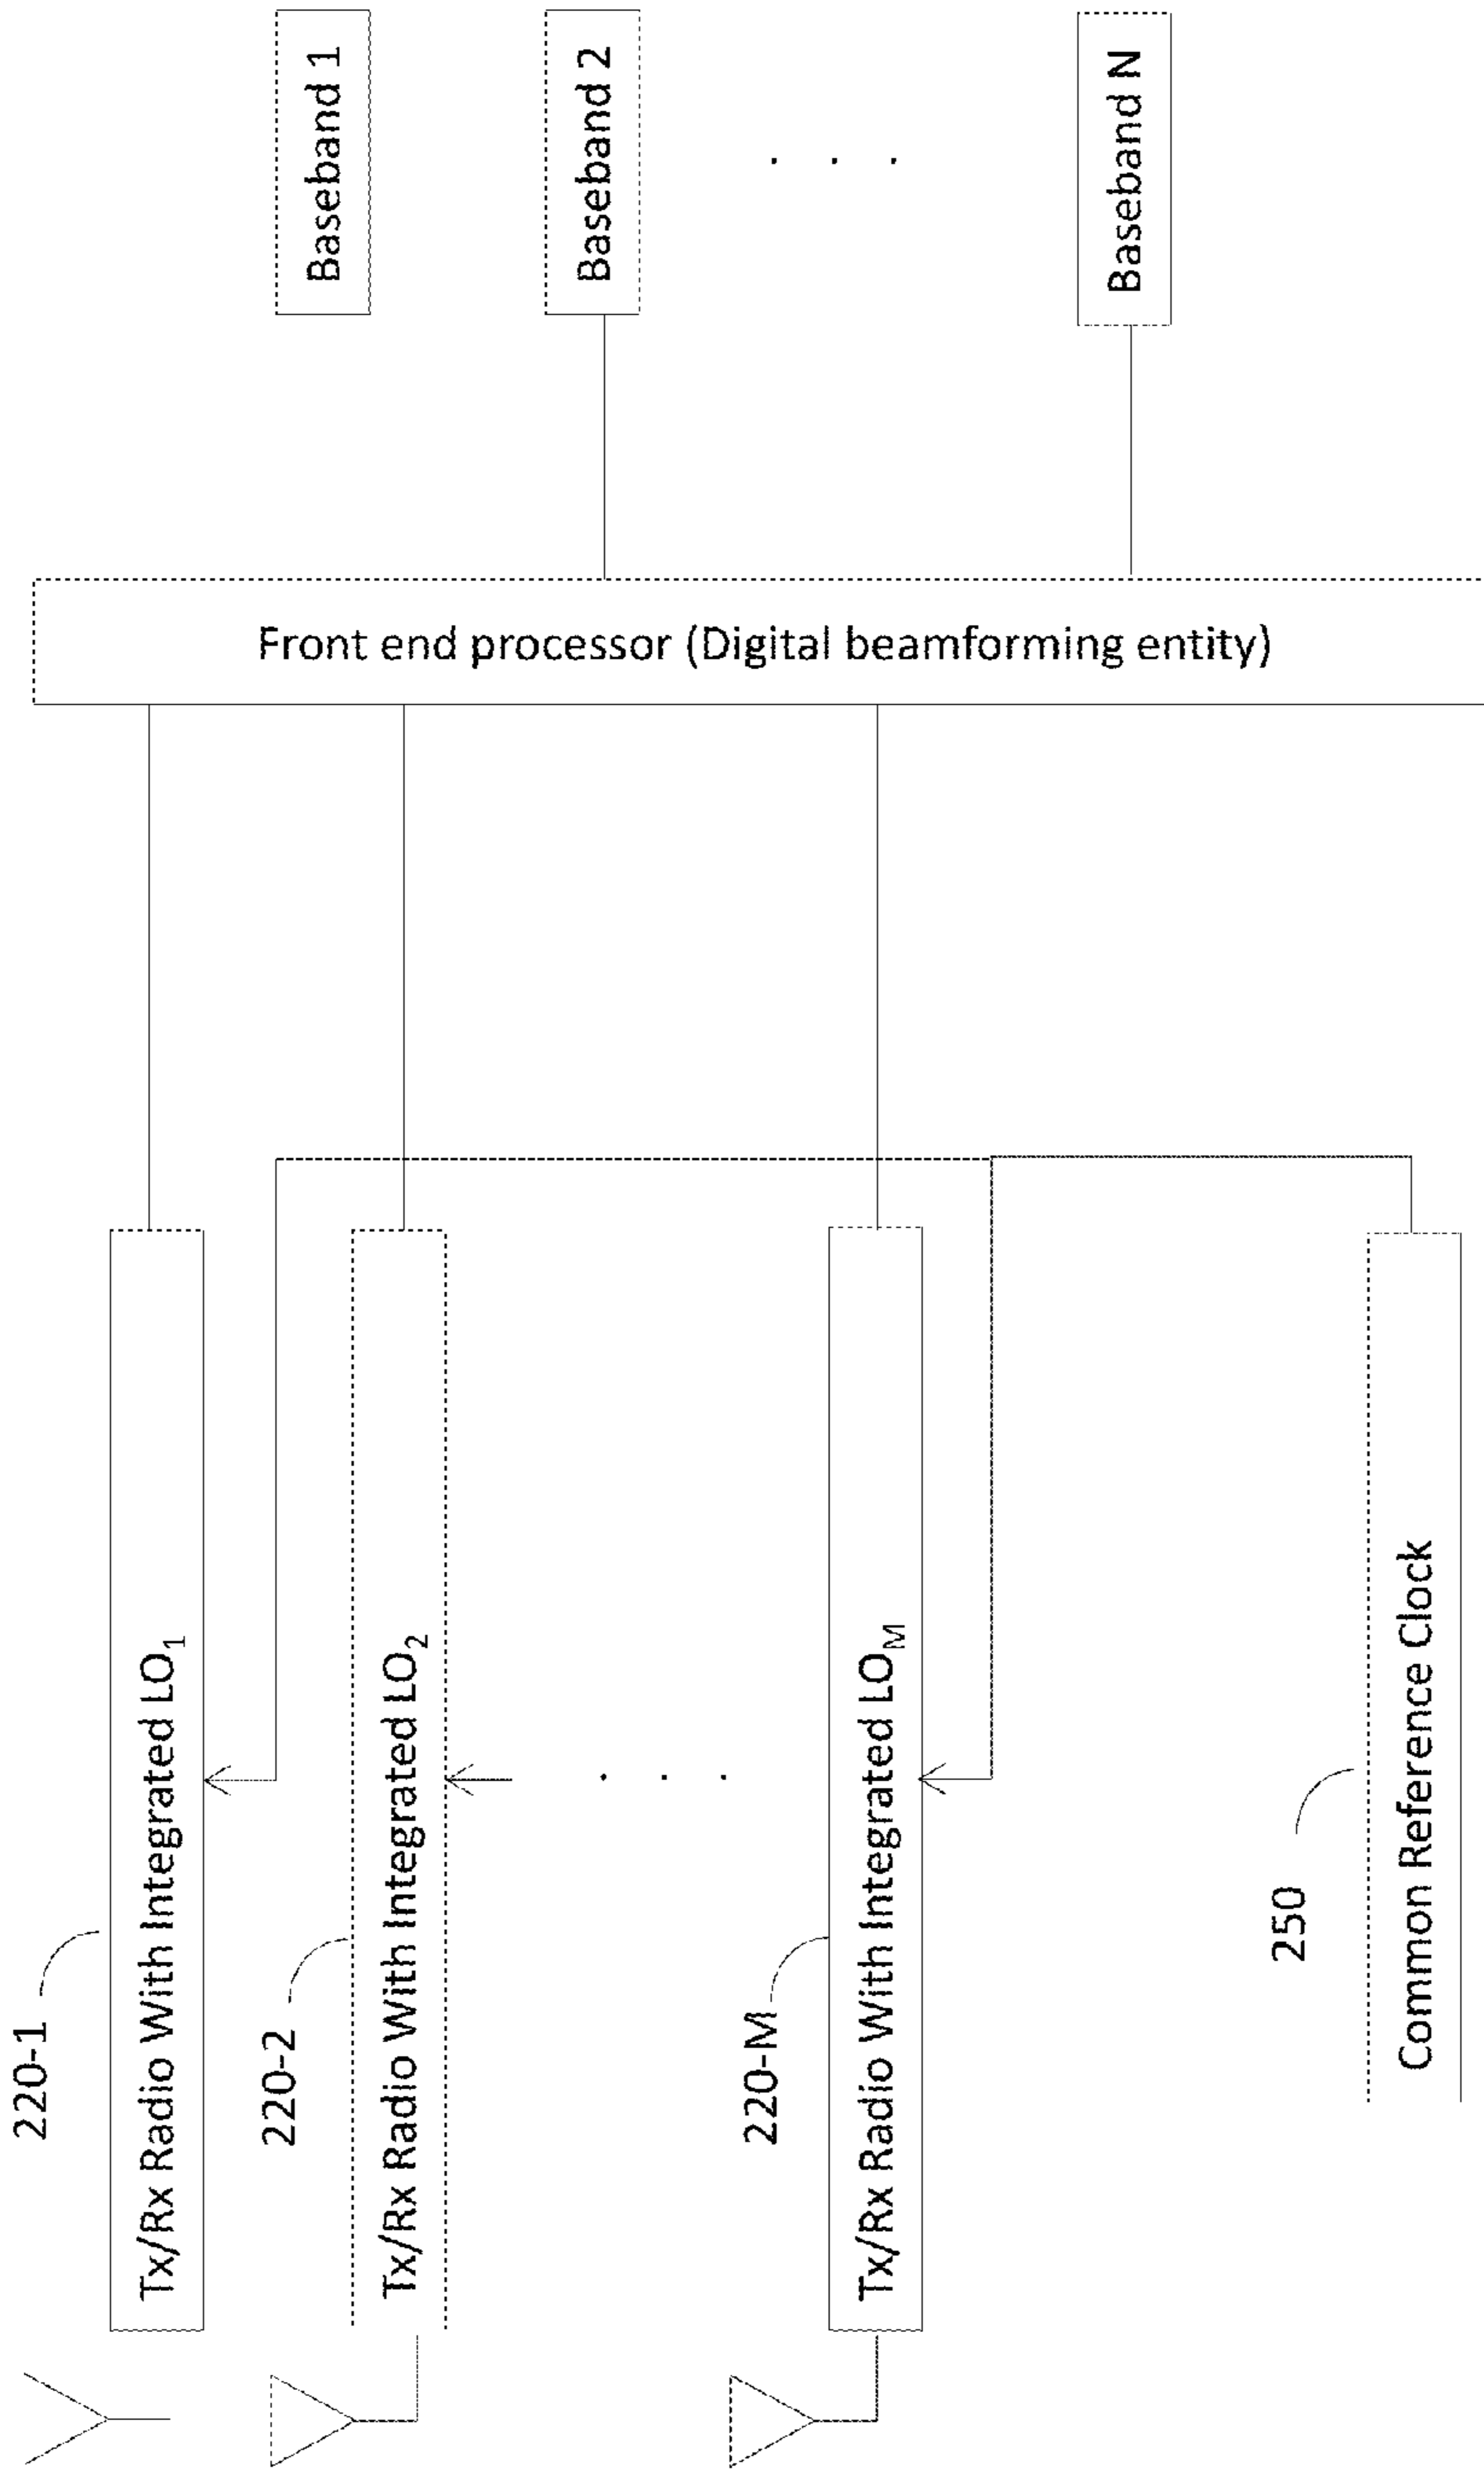 220-1
Tx/Rx Radio With Integrated LO₁
220-2
Tx/Rx Radio With Integrated LO₂
. . .
220-M
Tx/Rx Radio With Integrated LOM
250
Common Reference Clock
Front end processor (Digital beamforming entity)
Baseband 1
Baseband 2
. . .
Baseband N